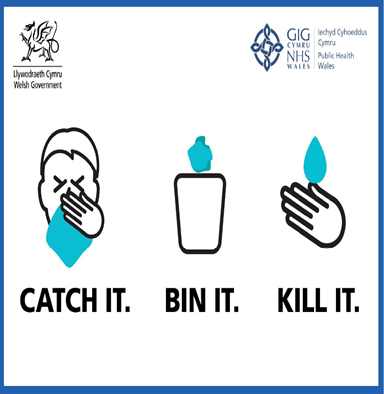 Llywodraeth Cymru
Welsh Government
GIG
CYMRU
NHS
WALES
Iechyd Cyhoeddus
Cymru
Public Health
Wales
CATCH IT. BIN IT. KILL IT.